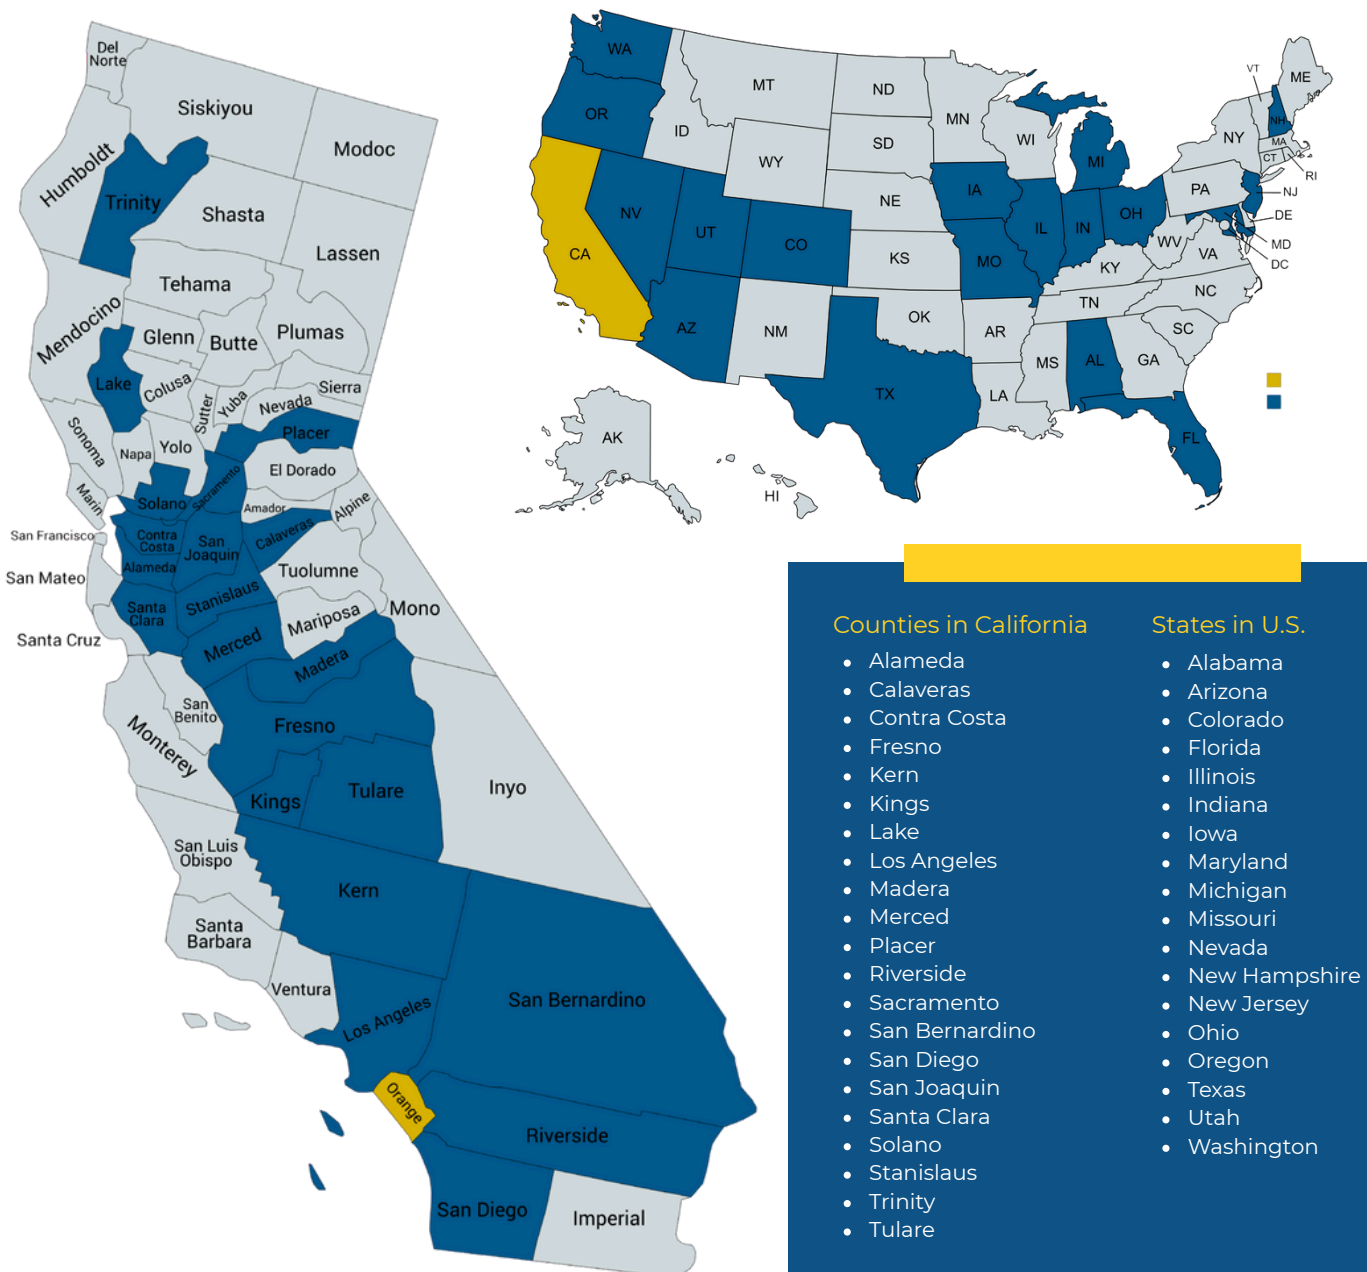 Del
Norte
Siskiyou
Modoc
Humboldt
Trinity
Shasta
Lassen
Tehama
Mendocino
Glenn
Butte
Plumas
Lake
Colusa
Sutter
Yuba
Sierra
Nevada
Placer
Sonoma
Napa
Yolo
El Dorado
Sacramento
Marin
Solano
Amador
Alpine
San Francisco
Contra
Costa
San
Joaquin
Calaveras
Alameda
Tuolumne
San Mateo
Santa
Clara
Stanislaus
Mariposa
Mono
Santa Cruz
Merced
Madera
San
Benito
Monterey
Fresno
Kings
Tulare
Inyo
San Luis
Obispo
Kern
Santa
Barbara
Ventura
Los Angeles
San Bernardino
Orange
Riverside
San Diego
Imperial
WA
OR
CA
ID
NV
MT
WY
UT
AZ
CO
NM
ND
SD
NE
KS
OK
TX
MN
IA
MO
AR
LA
WI
IL
MI
IN
OH
KY
TN
MS
AL
GA
FL
SC
NC
VA
WV
PA
NY
VT
NH
ME
MA
CT
RI
NJ
DE
MD
DC
AK
HI
Counties in California
• Alameda
• Calaveras
• Contra Costa
• Fresno
• Kern
• Kings
• Lake
• Los Angeles
• Madera
• Merced
• Placer
• Riverside
• Sacramento
• San Bernardino
• San Diego
• San Joaquin
• Santa Clara
• Solano
• Stanislaus
• Trinity
• Tulare
States in U.S.
• Alabama
• Arizona
• Colorado
• Florida
• Illinois
• Indiana
• Iowa
• Maryland
• Michigan
• Missouri
• Nevada
• New Hampshire
• New Jersey
• Ohio
• Oregon
• Texas
• Utah
• Washington